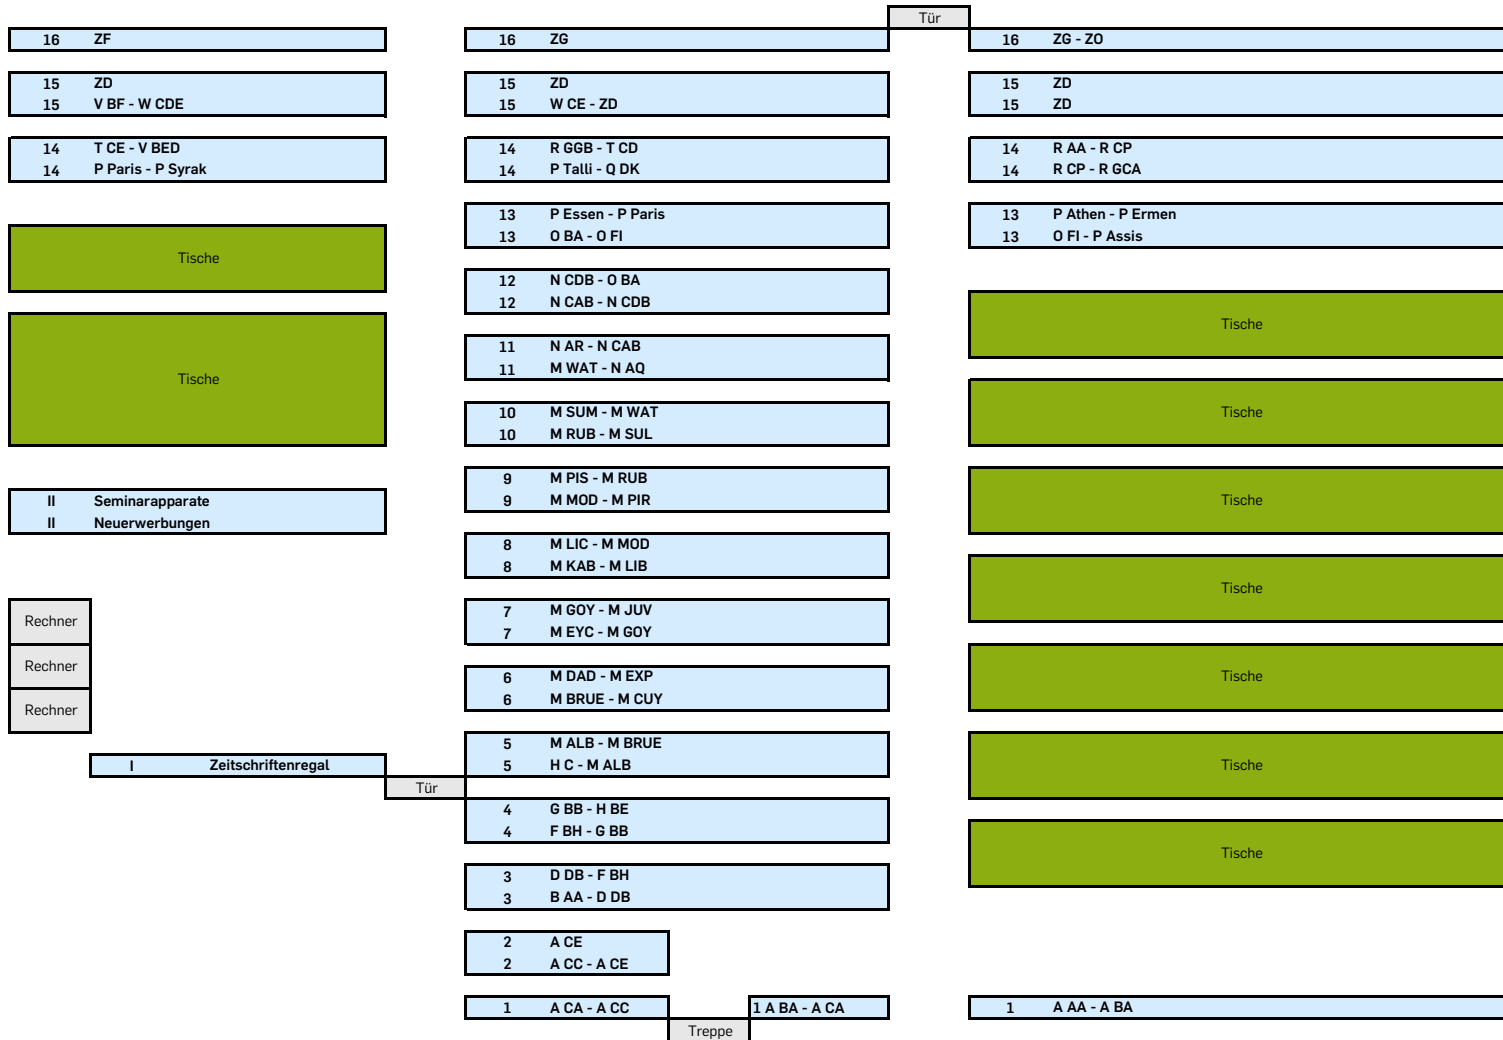 Tür
16 ZF
16 ZG
16 ZG - ZO
15 ZD
15 ZD
15 ZD
15 V BF - W CDE
15 W CE - ZD
15 ZD
14 T CE - V BED
14 R GGB - T CD
14 R AA - R CP
14 P Paris - P Syrak
14 P Talli - Q DK
14 R CP - R GCA
13 P Essen - P Paris
13 P Athen - P Ermen
13 O BA - O FI
13 O FI - P Assis
Tische
12 N CDB - O BA
12 N CAB - N CDB
Tische
11 N AR - N CAB
11 M WAT - N AQ
Tische
10 M SUM - M WAT
Tische
10 M RUB - M SUL
9 M PIS - M RUB
9 M MOD - M PIR
Tische
II Seminarapparate
II Neuerwerbungen
8 M LIC - M MOD
8 M KAB - M LIB
Tische
7 M GOY - M JUV
Rechner
7 M EYC - M GOY
Rechner
6 M DAD - M EXP
Tische
6 M BRUE - M CUY
Rechner
5 M ALB - M BRUE
I Zeitschriftenregal
5 H C - M ALB
Tische
Tür
4 G BB - H BE
4 F BH - G BB
Tische
3 D DB - F BH
3 B AA - D DB
2 A CE
2 A CC - A CE
1 A CA - A CC
1 A BA - A CA
1 A AA - A BA
Treppe